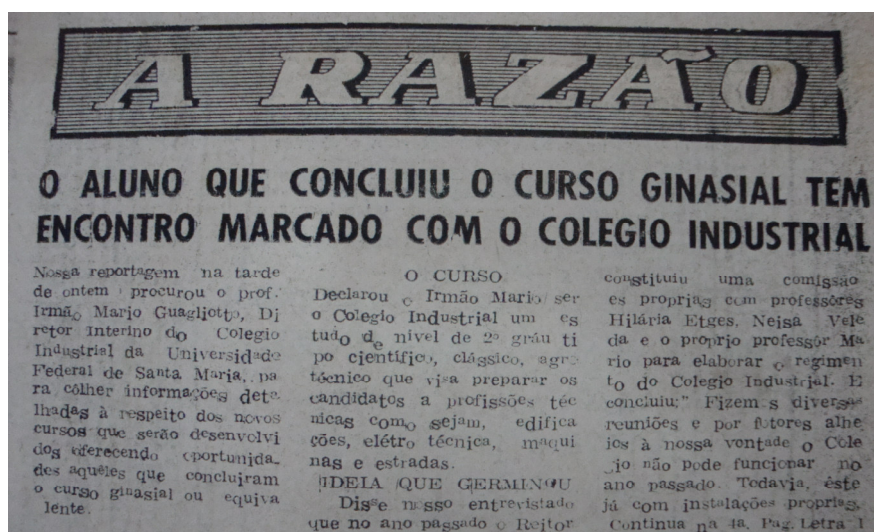 A RAZÃO
O ALUNO QUE CONCLUIU O CURSO GINASIAL TEM
ENCONTRO MARCADO COM O COLEGIO INDUSTRIAL
Nossa reportagem na tarde
de ontem procurou o prof.
Irmão Mario Guagliotto, Di
retor Interino do Colegio
Industrial da Universidade
Federal de Santa Maria, pa
ra côlher informações deta
lhadas à respeito dos novos
cursos que serão desenvolvi
dos oferecendo oportunida
des aquêles que concluiram
o curso ginasial ou equiva
lente.
O CURSO
Declarou o Irmão Mario ser
o Colegio Industrial um es
tudo de nível de 2º gráu ti
po científico, clássico, agro
técnico que visa preparar os
candidatos a profissões téc
nicas como sejam, edifica
ções, elétro técnica, maqui
nas e estradas.
IDEIA QUE GERMINOU
Disse nosso entrevistado
que no ano passado o Reitor
constituiu uma comissão
es proprias com professôres
Hilária Etges, Neisa Vele
da e o proprio professôr Ma
rio para elaborar o regimen
to do Colegio Industrial. E
concluiu;" Fizem s diversas
reuniões e por fatores alhe
ios à nossa vontade o Cole
gio não pode funcionar no
ano passado. Todavia, êste
já com instalações proprias,
Continua na 4a. Pag. Letra I